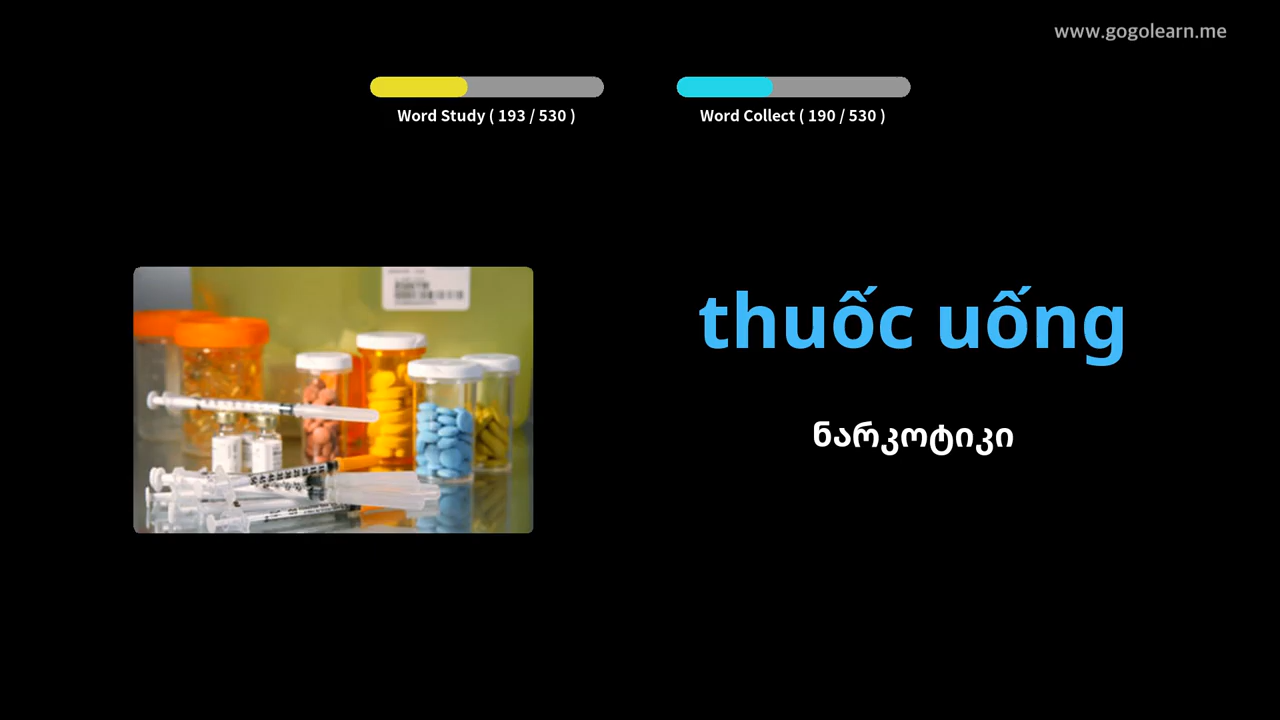 www.gogolearn.me
Word Study ( 193 / 530 )
Word Collect ( 190 / 530 )
thuốc uống
ნარკოტიკი